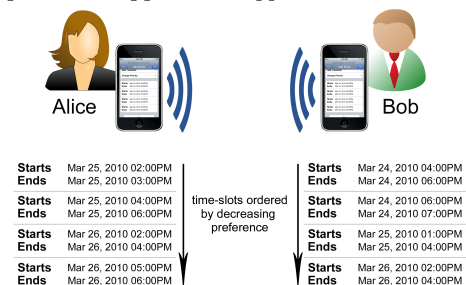 Alice
Bob
Starts Mar 25, 2010 02:00PM
Ends Mar 25, 2010 03:00PM
Starts Mar 25, 2010 04:00PM
Ends Mar 25, 2010 06:00PM
Starts Mar 26, 2010 02:00PM
Ends Mar 26, 2010 04:00PM
Starts Mar 26, 2010 05:00PM
Ends Mar 26, 2010 06:00PM
time-slots ordered
by decreasing
preference
Starts Mar 24, 2010 04:00PM
Ends Mar 24, 2010 06:00PM
Starts Mar 24, 2010 06:00PM
Ends Mar 24, 2010 07:00PM
Starts Mar 25, 2010 01:00PM
Ends Mar 25, 2010 04:00PM
Starts Mar 26, 2010 02:00PM
Ends Mar 26, 2010 04:00PM